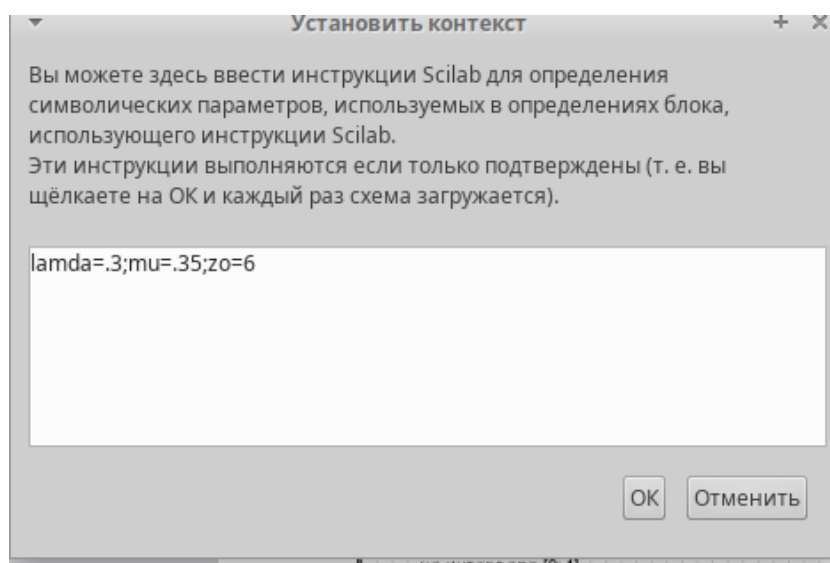 Установить контекст
Вы можете здесь ввести инструкции Scilab для определения
символических параметров, используемых в определениях блока,
использующего инструкции Scilab.
Эти инструкции выполняются если только подтверждены (т. е. вы
щёлкаете на ОК и каждый раз схема загружается).
lamda=.3;mu=.35;zo=6
ОК
Отменить